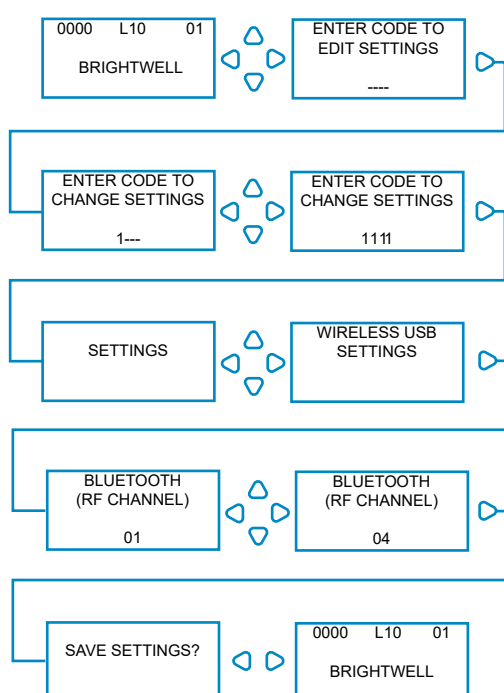 0000 L10 01
BRIGHTWELL
ENTER CODE TO
EDIT SETTINGS
----
ENTER CODE TO
CHANGE SETTINGS
1---
ENTER CODE TO
CHANGE SETTINGS
1111
SETTINGS
WIRELESS USB
SETTINGS
BLUETOOTH
(RF CHANNEL)
01
BLUETOOTH
(RF CHANNEL)
04
SAVE SETTINGS?
0000 L10 01
BRIGHTWELL